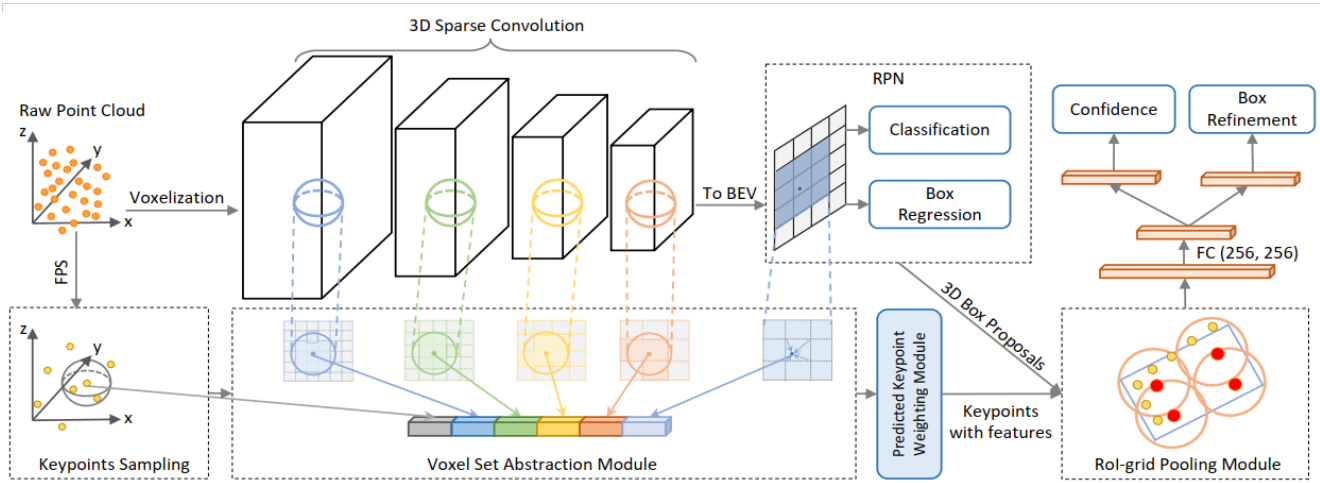 3D Sparse Convolution
Raw Point Cloud
z
y
x
Voxelization
To BEV
RPN
Classification
Box
Regression
Confidence
Box
Refinement
FC (256, 256)
FPS
3D Box Proposals
z
y
x
Keypoints Sampling
Voxel Set Abstraction Module
Predicted Keypoint
Weighting Module
Keypoints
with features
RoI-grid Pooling Module